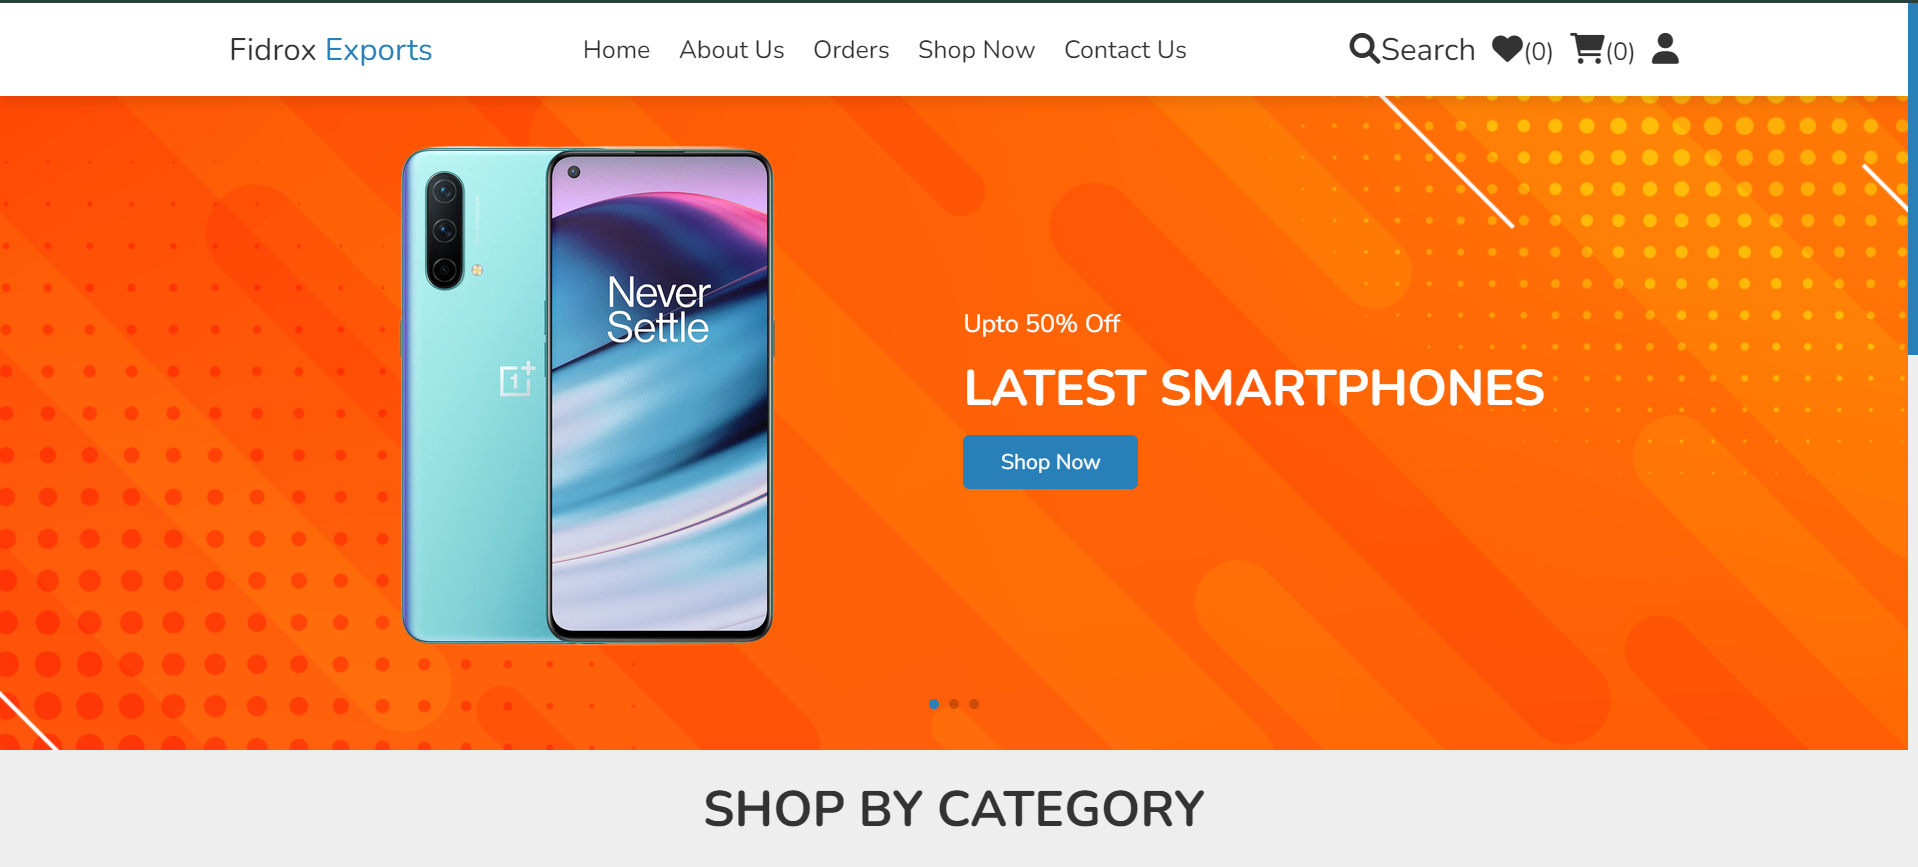 Fidrox Exports
Home About Us Orders Shop Now Contact Us
Search (0) (0)
Never
Settle
1+
Upto 50% Off
LATEST SMARTPHONES
Shop Now
SHOP BY CATEGORY